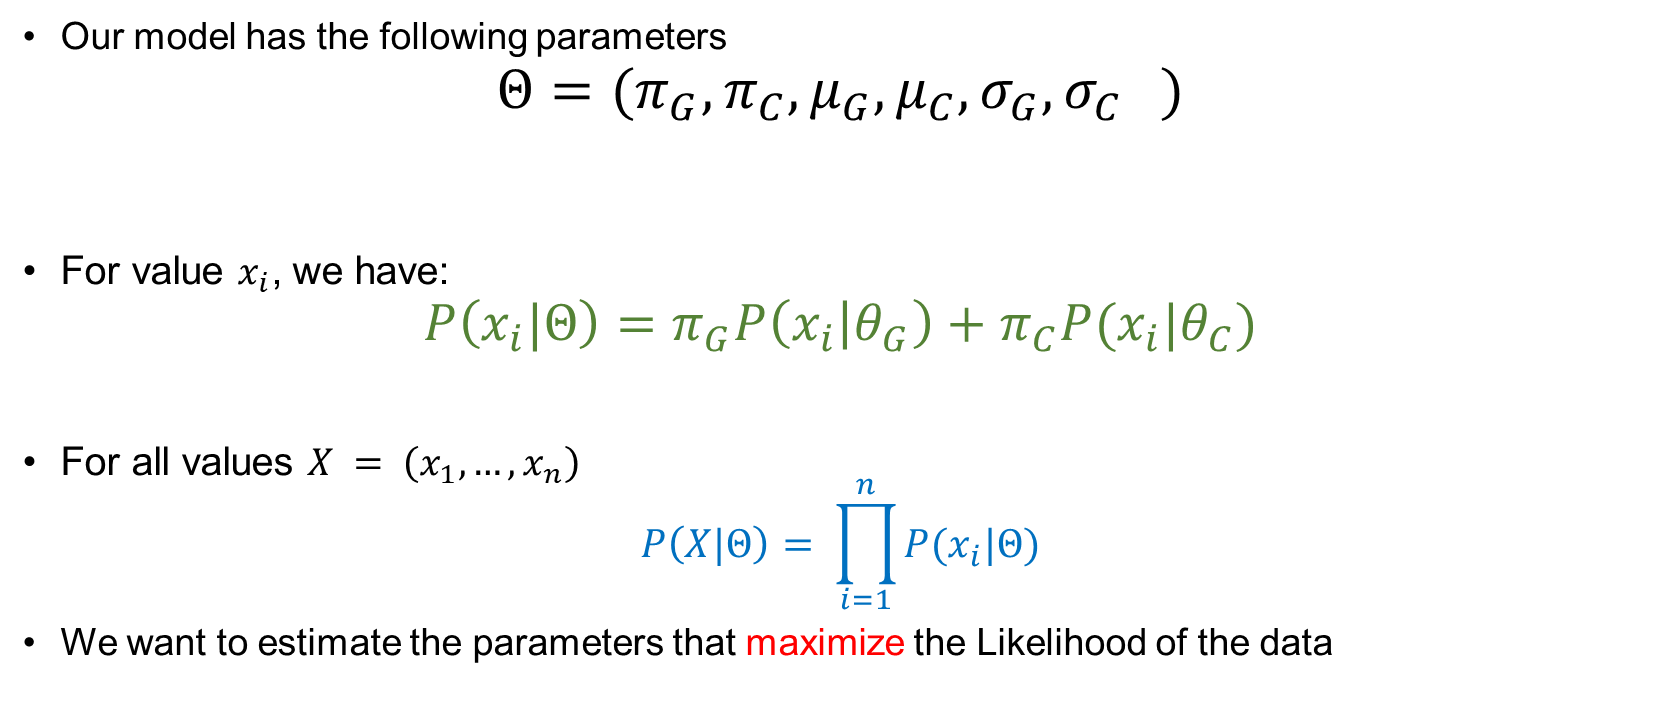 • Our model has the following parameters
Θ = (π_G, π_C, μ_G, μ_C, σ_G, σ_C )
• For value x_i, we have:
P(x_i|Θ) = π_G P(x_i|θ_G) + π_C P(x_i|θ_C)
• For all values X = (x_1, …, x_n)
P(X|Θ) = ∏_{i=1}^{n} P(x_i|Θ)
• We want to estimate the parameters that maximize the Likelihood of the data